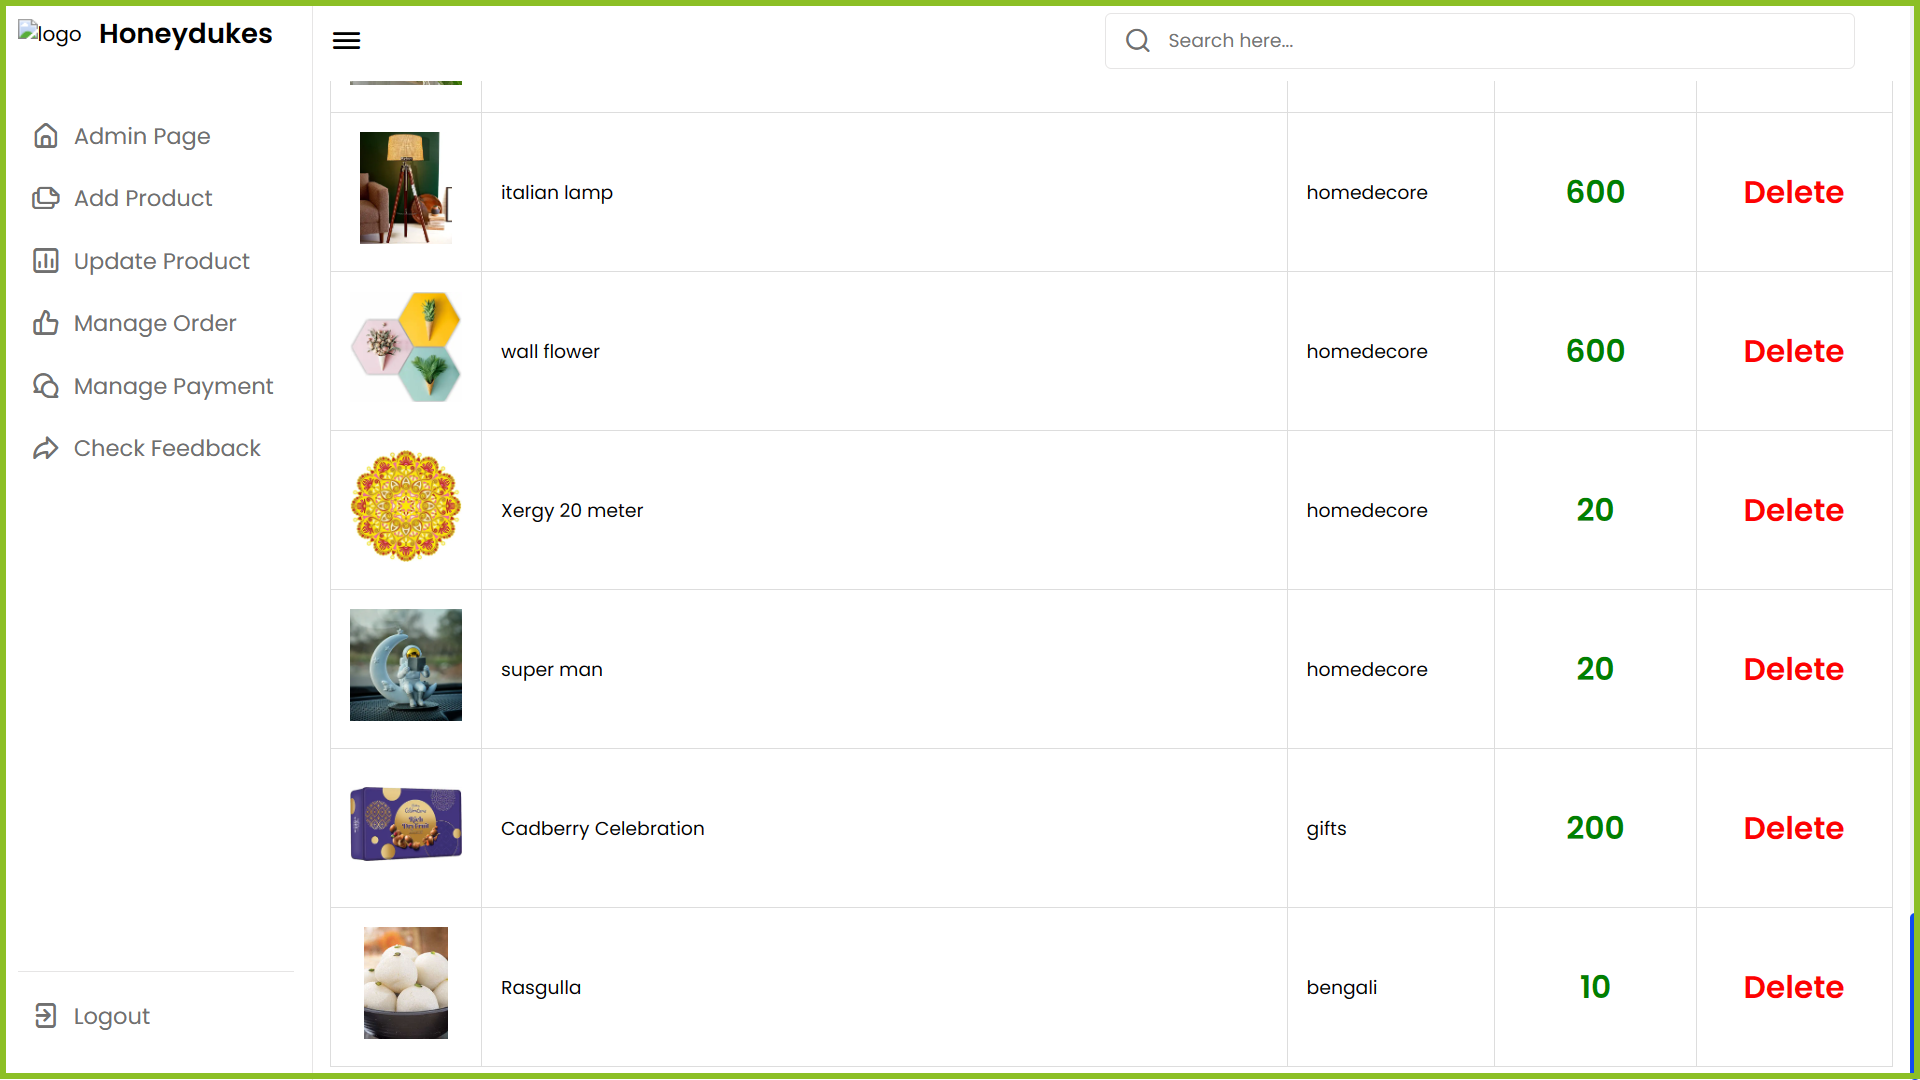 logo Honeydukes
Search here...
Admin Page
Add Product
Update Product
Manage Order
Manage Payment
Check Feedback
Logout
italian lamp homedecore 600 Delete
wall flower homedecore 600 Delete
Xergy 20 meter homedecore 20 Delete
super man homedecore 20 Delete
Cadberry Celebration gifts 200 Delete
Rasgulla bengali 10 Delete